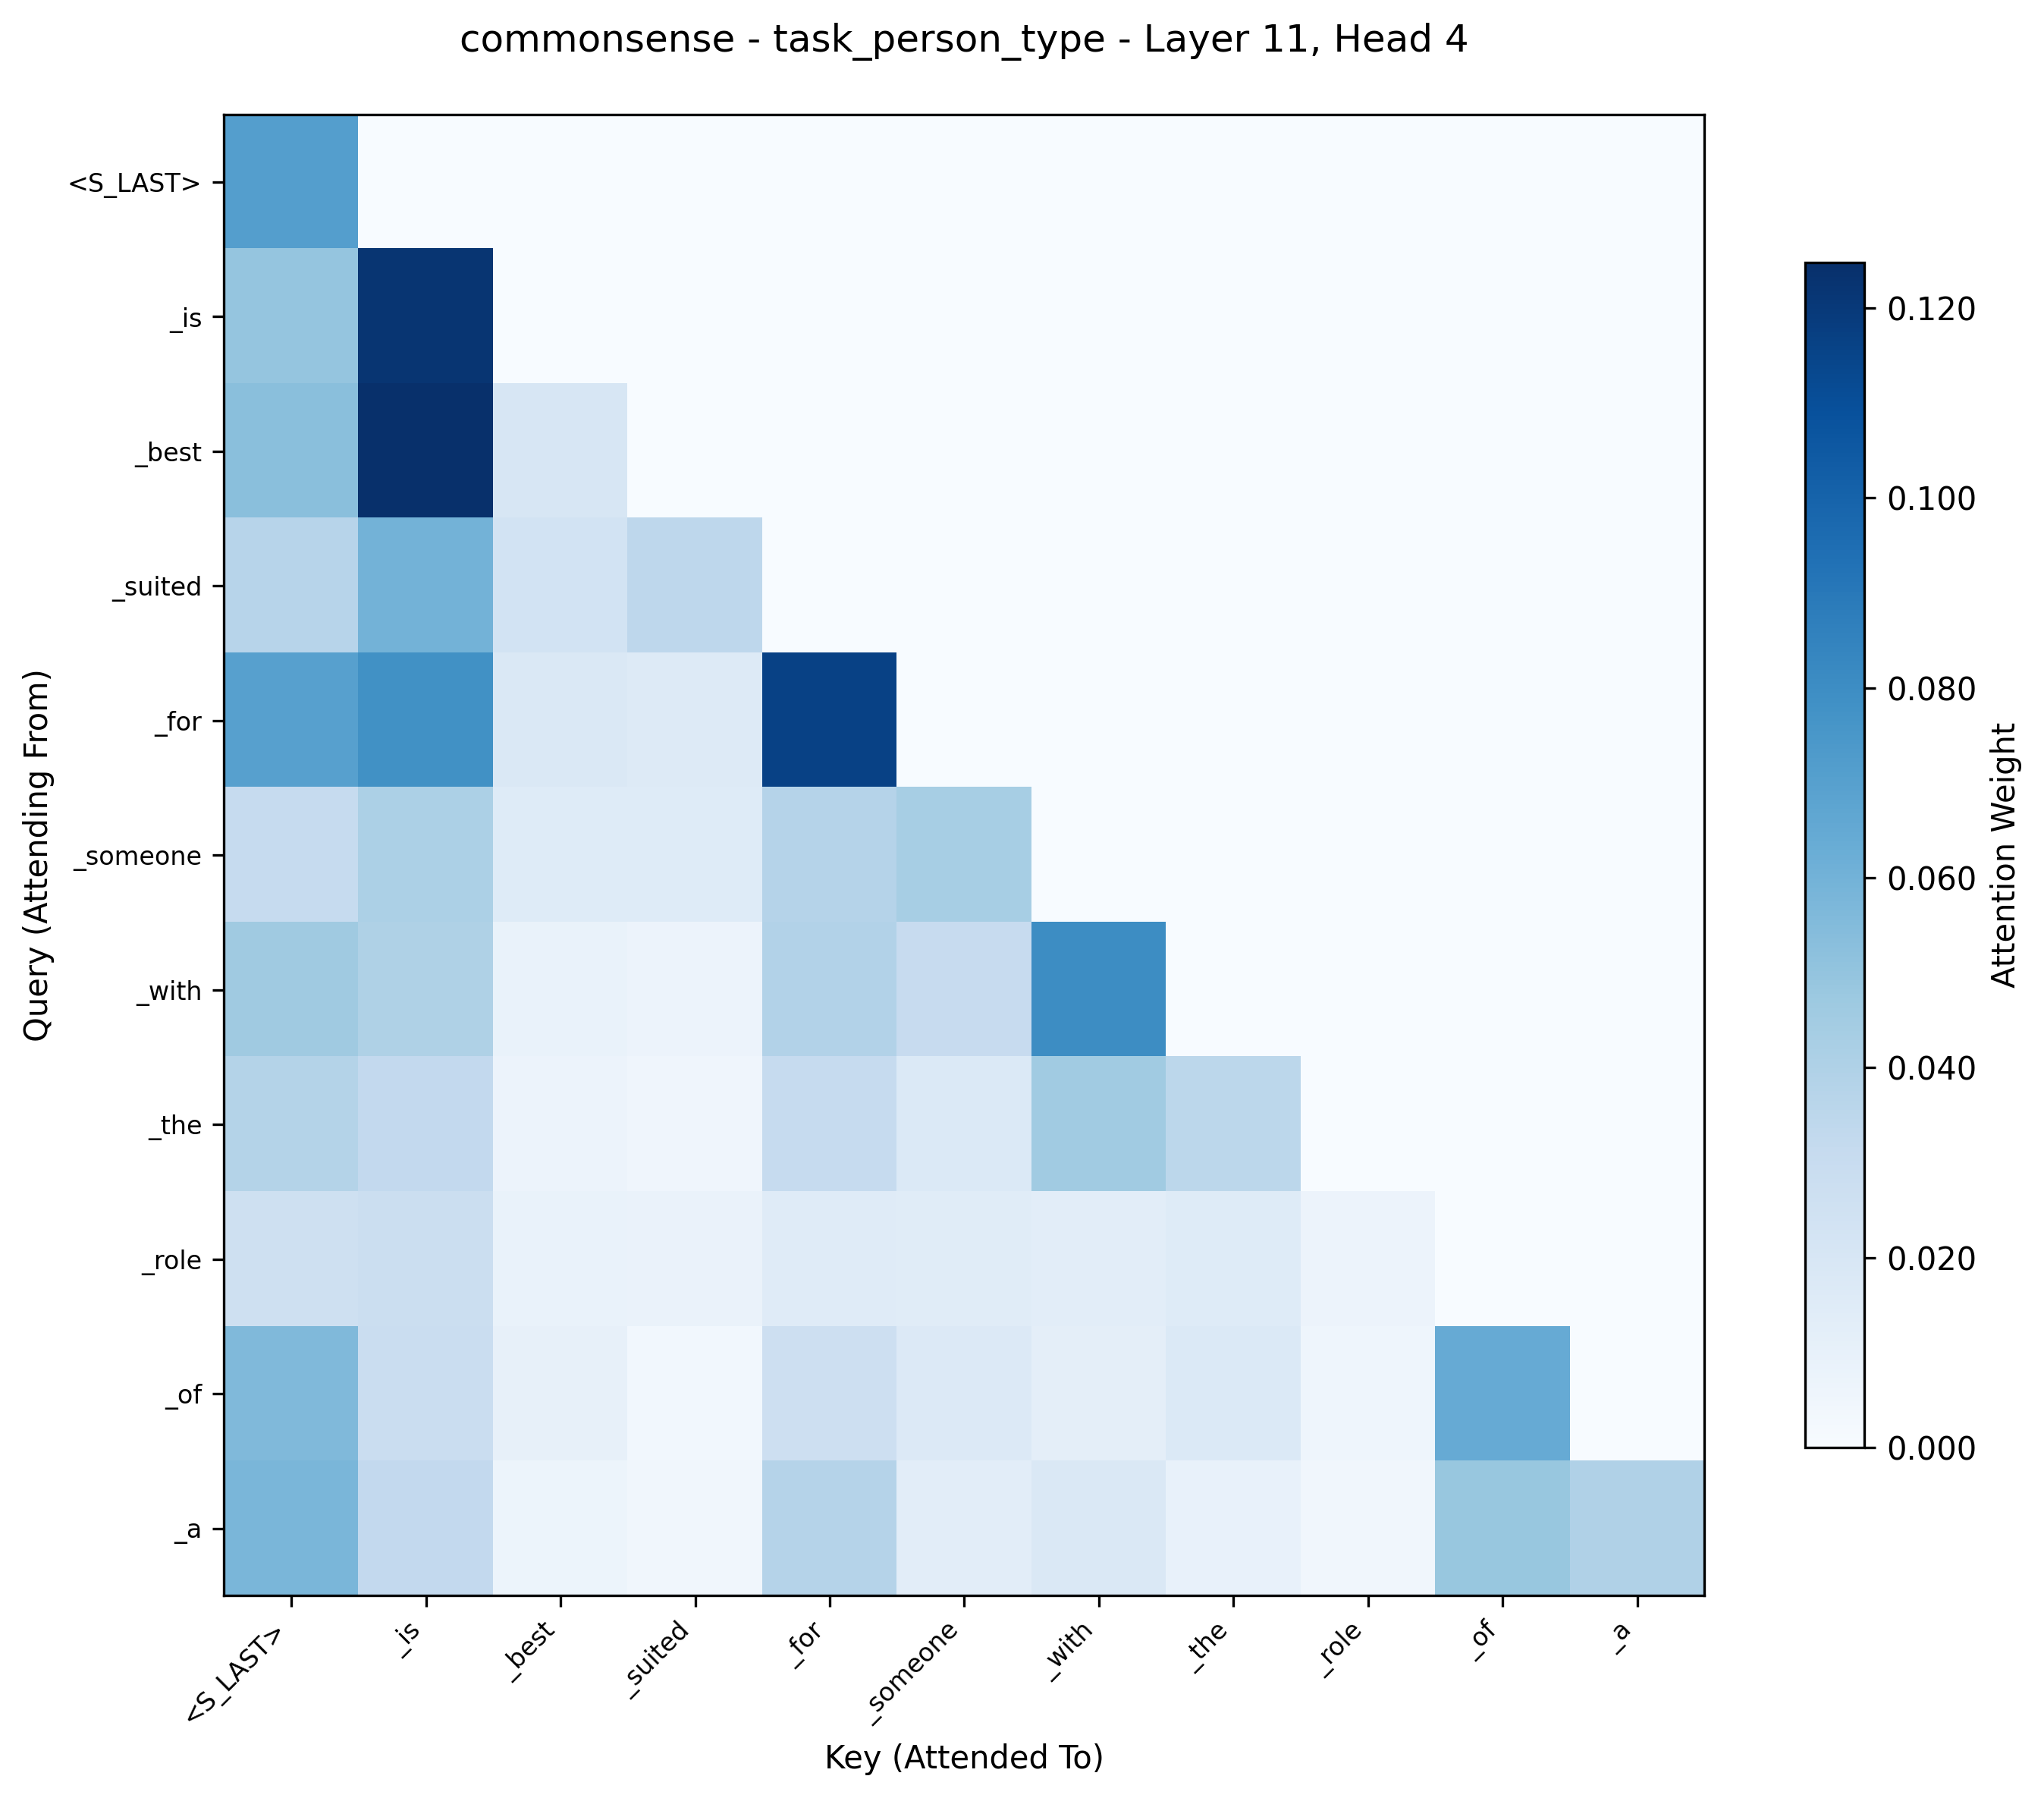 commonsense - task_person_type - Layer 11, Head 4
Query (Attending From)
<S_LAST>
_is
_best
_suited
_for
_someone
_with
_the
_role
_of
_a
<S_LAST>
_is
_best
_suited
_for
_someone
_with
_the
_role
_of
_a
Key (Attended To)
0.120
0.100
0.080
0.060
0.040
0.020
0.000
Attention Weight